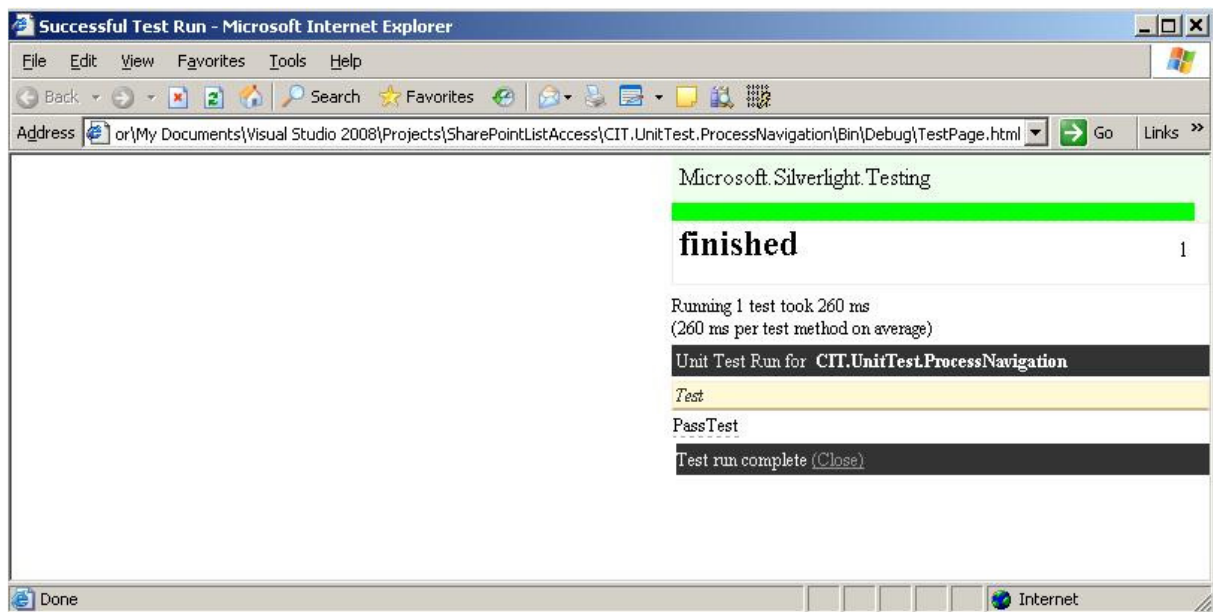 Successful Test Run - Microsoft Internet Explorer
File Edit View Favorites Tools Help
Back Search Favorites
Address or\My Documents\Visual Studio 2008\Projects\SharePointListAccess\CIT.UnitTest.ProcessNavigation\Bin\Debug\TestPage.html Go Links »
Microsoft.Silverlight.Testing
finished 1
Running 1 test took 260 ms
(260 ms per test method on average)
Unit Test Run for CIT.UnitTest.ProcessNavigation
Test
PassTest
Test run complete (Close)
Done Internet